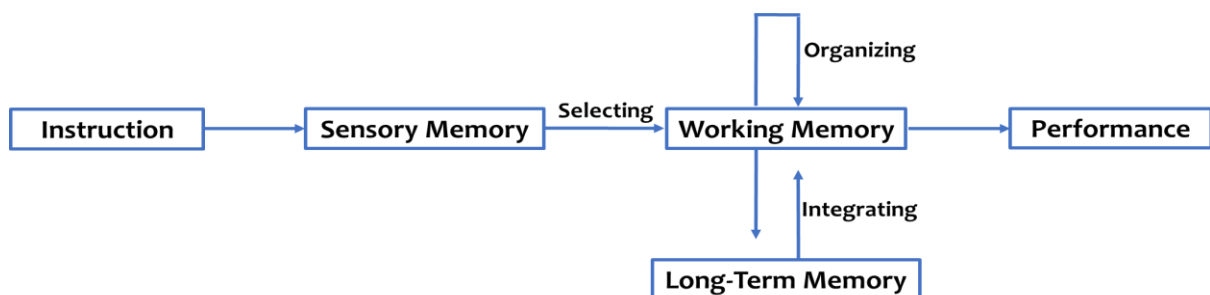 Organizing
Selecting
Instruction
Sensory Memory
Working Memory
Performance
Integrating
Long-Term Memory